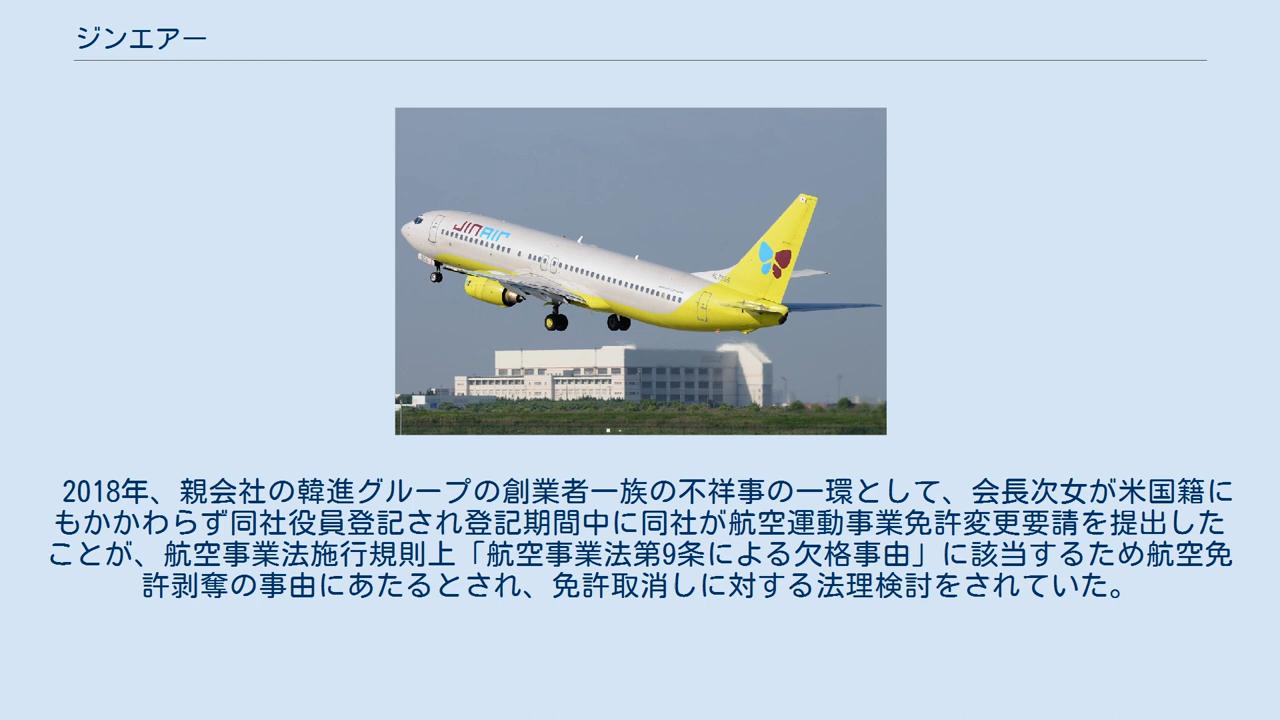 ジンエアー
JINAIR
2018年、親会社の韓進グループの創業者一族の不祥事の一環として、会長次女が米国籍に
もかかわらず同社役員登記され登記期間中に同社が航空運動事業免許変更要請を提出した
ことが、航空事業法施行規則上「航空事業法第9条による欠格事由」に該当するため航空免
許剥奪の事由にあたるとされ、免許取消しに対する法理検討をされていた。